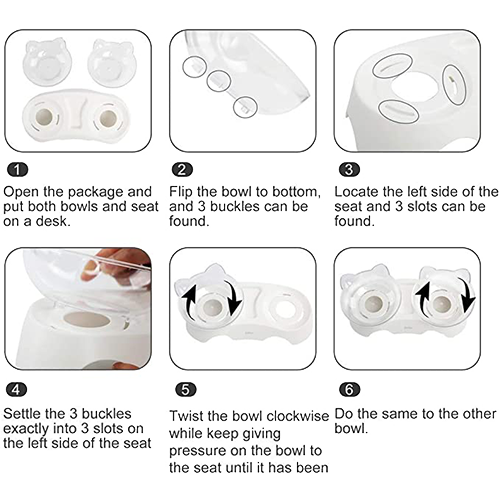 1
Open the package and
put both bowls and seat
on a desk.
2
Flip the bowl to bottom,
and 3 buckles can be
found.
3
Locate the left side of the
seat and 3 slots can be
found.
4
Settle the 3 buckles
exactly into 3 slots on
the left side of the seat
5
Twist the bowl clockwise
while keep giving
pressure on the bowl to
the seat until it has been
6
Do the same to the other
bowl.